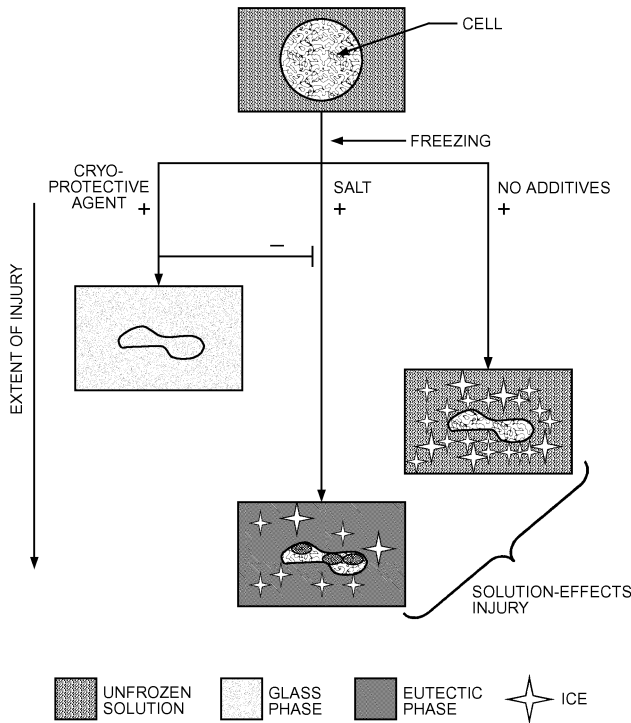 CELL
FREEZING
CRYO-
PROTECTIVE
AGENT
+
SALT
+
NO ADDITIVES
+
–
EXTENT OF INJURY
SOLUTION-EFFECTS
INJURY
UNFROZEN
SOLUTION
GLASS
PHASE
EUTECTIC
PHASE
ICE